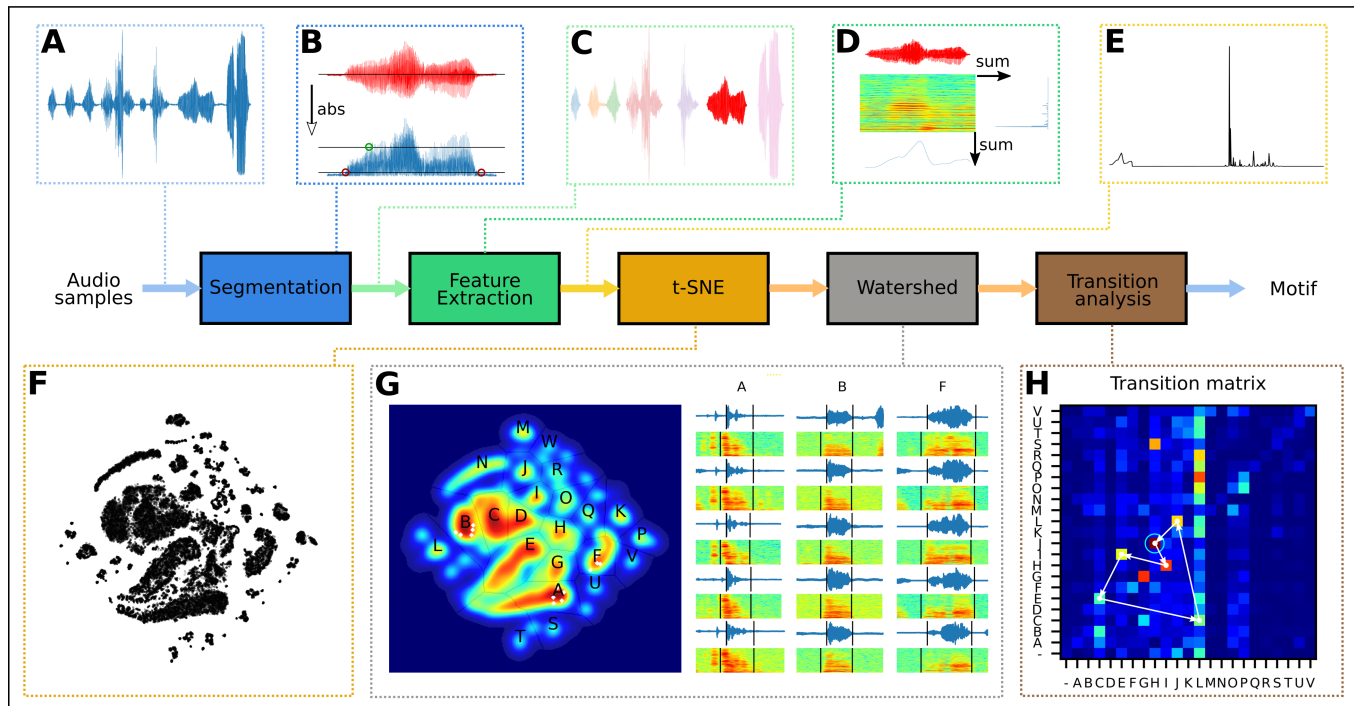 A
B
C
D
E
abs
sum
sum
Audio
samples
Segmentation
Feature
Extraction
t-SNE
Watershed
Transition
analysis
Motif
F
G
M
W
N
J
R
I
O
B
C
D
Q
K
H
P
L
E
F
V
G
U
A
S
T
A
B
F
H
Transition matrix
V
U
T
S
R
Q
P
O
N
M
L
K
J
I
H
G
F
E
D
C
B
A
-
- A B C D E F G H I J K L M N O P Q R S T U V